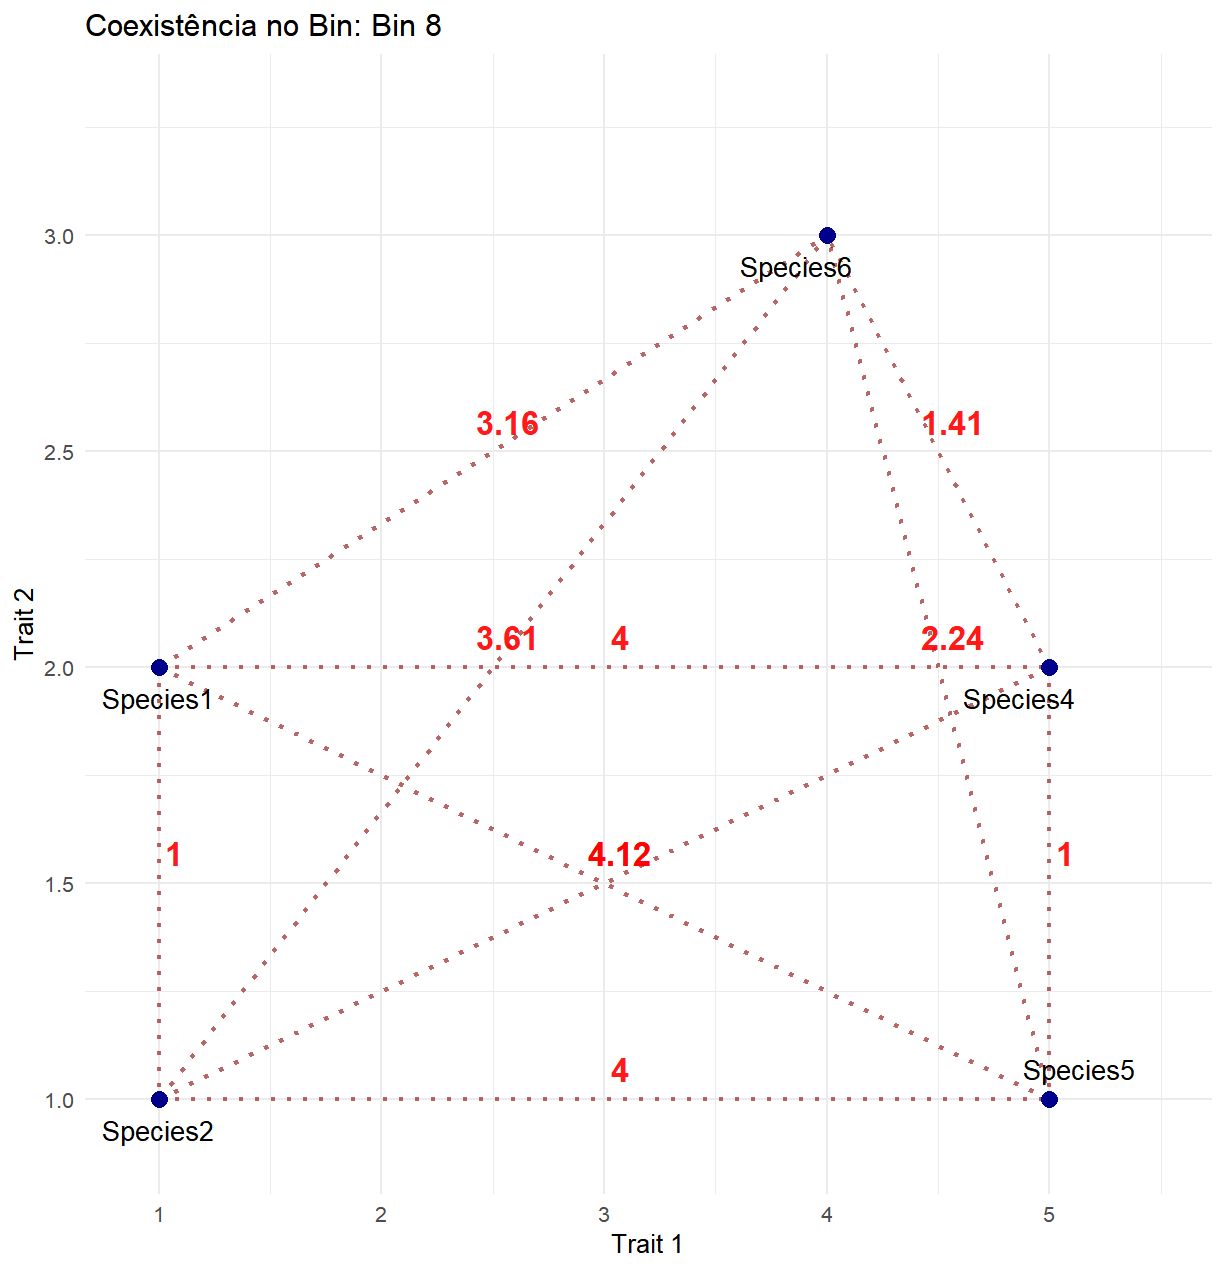 Coexistência no Bin: Bin 8
3.0
Species6
3.16
1.41
2.5
3.61
4
2.24
2.0
Species1
Species4
Trait 2
1
4.12
1
1.5
4
Species5
1.0
Species2
1
2
3
4
5
Trait 1